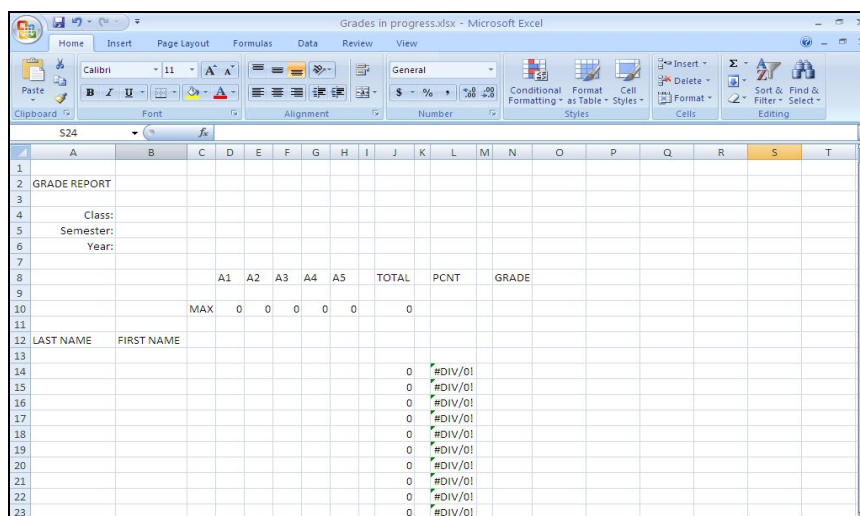 Grades in progress.xlsx - Microsoft Excel
Home Insert Page Layout Formulas Data Review View
Paste
Calibri 11 A A
B I U A
General
$ % , .0 .00 .00 .0
Conditional Formatting Format as Table Cell Styles
Insert
Delete
Format
Σ
Sort & Filter Find & Select
Clipboard Font Alignment Number Styles Cells Editing
S24 fx
A B C D E F G H I J K L M N O P Q R S T
1
2 GRADE REPORT
3
4 Class:
5 Semester:
6 Year:
7
8 A1 A2 A3 A4 A5 TOTAL PCNT GRADE
9
10 MAX 0 0 0 0 0 0
11
12 LAST NAME FIRST NAME
13
14 0 #DIV/0!
15 0 #DIV/0!
16 0 #DIV/0!
17 0 #DIV/0!
18 0 #DIV/0!
19 0 #DIV/0!
20 0 #DIV/0!
21 0 #DIV/0!
22 0 #DIV/0!
23 0 #DIV/0!